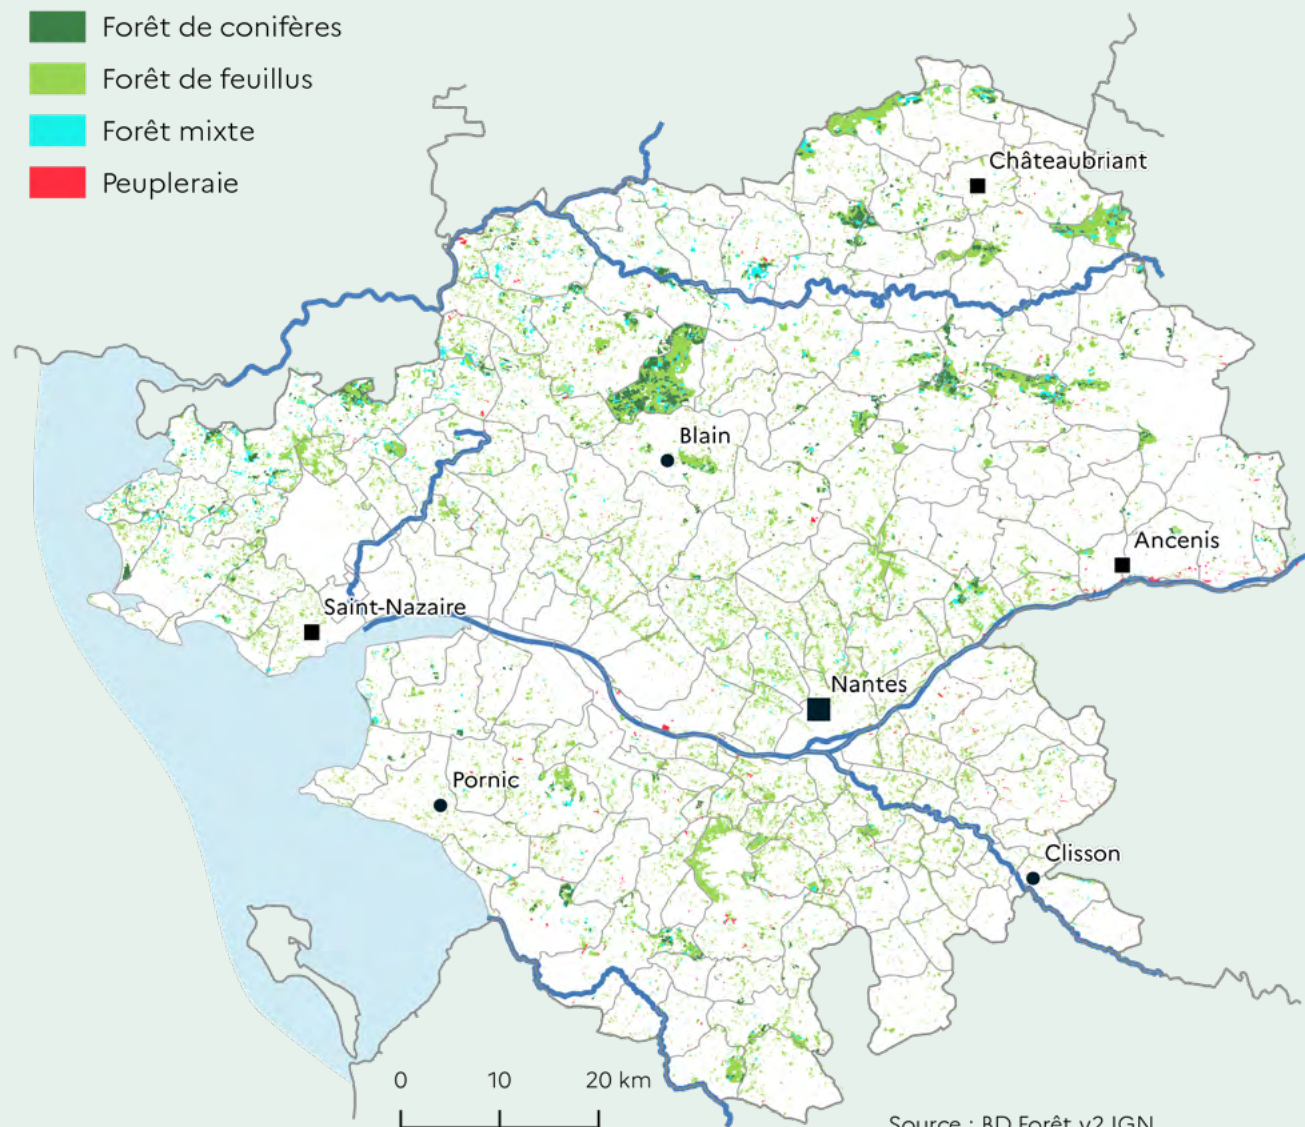 Forêt de conifères
Forêt de feuillus
Forêt mixte
Peupleraie
Châteaubriant
Blain
Ancenis
Saint-Nazaire
Nantes
Pornic
Clisson
0 10 20 km
Source : BD Forêt v2 IGN